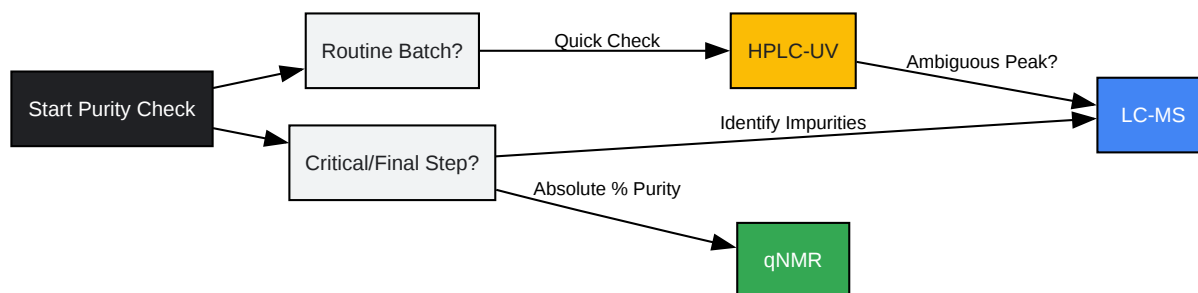 Start Purity Check
Routine Batch?
Quick Check
HPLC-UV
Ambiguous Peak?
LC-MS
Critical/Final Step?
Identify Impurities
Absolute % Purity
qNMR